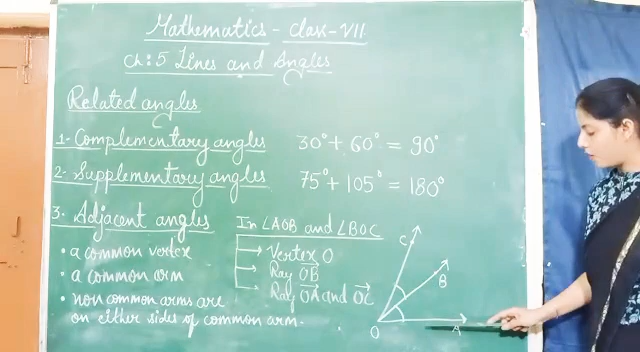 Mathematics - Class-VII
Ch:5 Lines and Angles
Related angles
1- Complementary angles 30° + 60° = 90°
2- Supplementary angles 75° + 105° = 180°
3- Adjacent angles
• a common vertex
• a common arm
• non common arms are
on either sides of common arm.
In ∠AOB and ∠BOC
→ Vertex O
→ Ray OB
→ Ray OA and OC
C
B
O
A